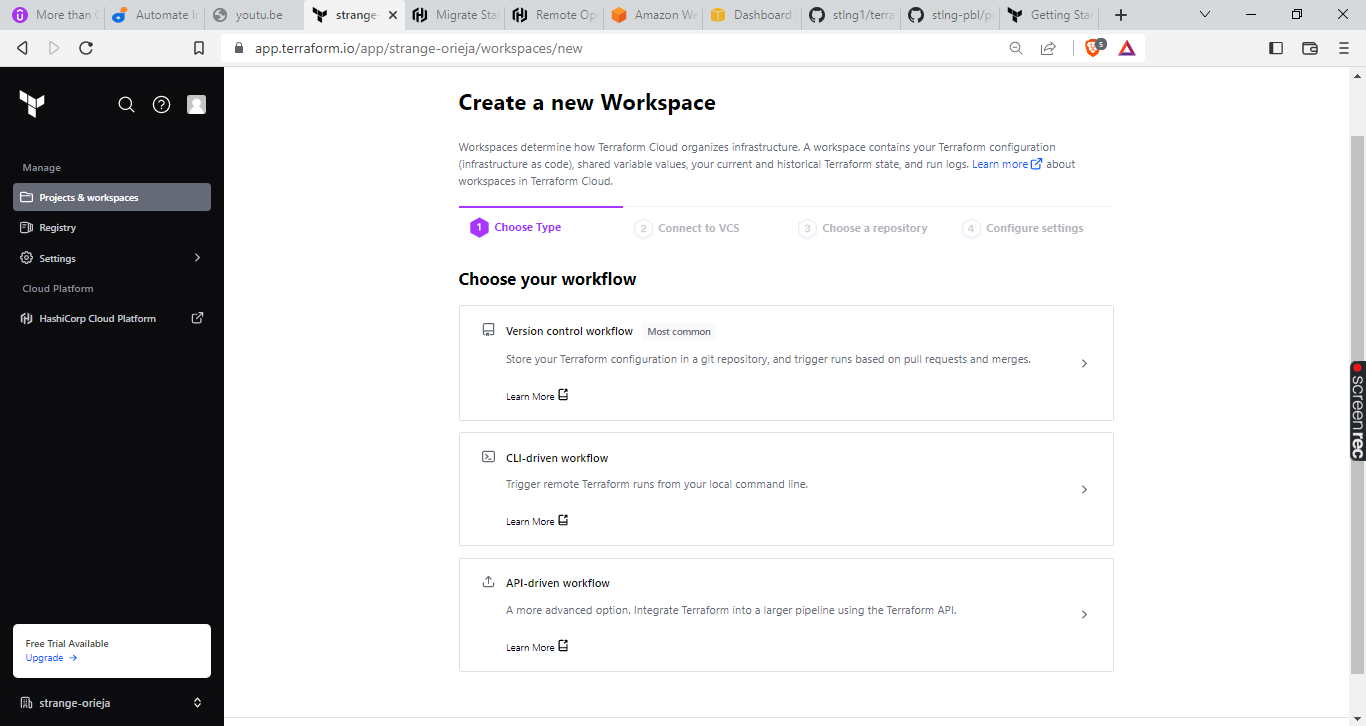 More than
Automate I
youtu.be
strange-
Migrate Sta
Remote Op
Amazon We
Dashboard
stlng1/terra
stlng-pbl/p
Getting Sta
app.terraform.io/app/strange-orieja/workspaces/new
5
Manage
Projects & workspaces
Registry
Settings
Cloud Platform
HashiCorp Cloud Platform
Free Trial Available
Upgrade →
strange-orieja
Create a new Workspace
Workspaces determine how Terraform Cloud organizes infrastructure. A workspace contains your Terraform configuration
(infrastructure as code), shared variable values, your current and historical Terraform state, and run logs. Learn more about
workspaces in Terraform Cloud.
1 Choose Type
2 Connect to VCS
3 Choose a repository
4 Configure settings
Choose your workflow
Version control workflow Most common
Store your Terraform configuration in a git repository, and trigger runs based on pull requests and merges.
Learn More
CLI-driven workflow
Trigger remote Terraform runs from your local command line.
Learn More
API-driven workflow
A more advanced option. Integrate Terraform into a larger pipeline using the Terraform API.
Learn More
screenrec